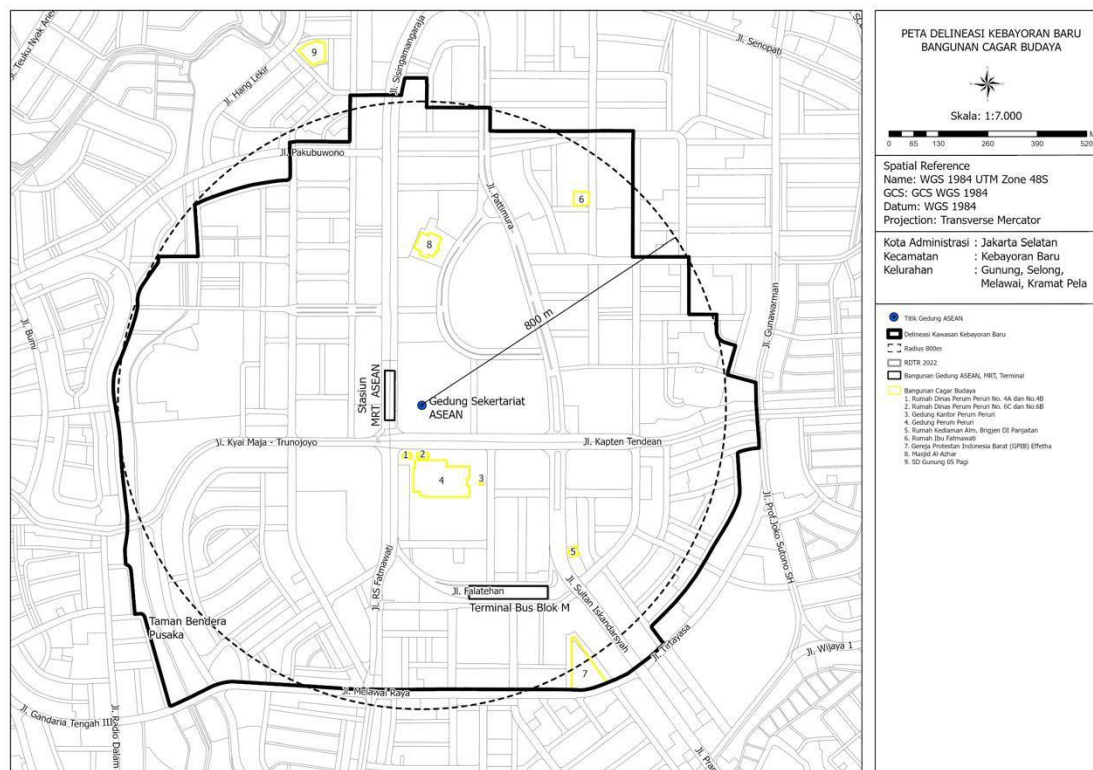 Jl. Teuku Nyak Arief
Jl. Hang Lekir
9
Jl. Sisingamangaraja
Jl. Senopati
Jl. Pakubuwono
Jl. Pattimura
6
8
800 m
Jl. Bumi
Jl. Gunawarman
Stasiun
MRT ASEAN
Gedung Sekertariat
ASEAN
Jl. Kyai Maja - Trunojoyo
Jl. Kapten Tendean
1
2
3
4
5
Jl. Prof.Joko Sutono SH
Jl. RS Fatmawati
Jl. Falatehan
Terminal Bus Blok M
Jl. Sultan Iskandarsyah
Taman Bendera
Pusaka
Jl. Tirtayasa
Jl. Wijaya 1
7
Jl. Melawai Raya
Jl. Gandaria Tengah III
Jl. Radio Dalam
PETA DELINEASI KEBAYORAN BARU
BANGUNAN CAGAR BUDAYA
Skala: 1:7.000
0 65 130 260 390 520
M
Spatial Reference
Name: WGS 1984 UTM Zone 48S
GCS: GCS WGS 1984
Datum: WGS 1984
Projection: Transverse Mercator
Kota Administrasi : Jakarta Selatan
Kecamatan : Kebayoran Baru
Kelurahan : Gunung, Selong,
Melawai, Kramat Pela
Titik Gedung ASEAN
Delineasi Kawasan Kebayoran Baru
Radius 800m
RDTR 2022
Bangunan Gedung ASEAN, MRT, Terminal
Bangunan Cagar Budaya
1. Rumah Dinas Perum Peruri No. 4A dan No.4B
2. Rumah Dinas Perum Peruri No. 6C dan No.6B
3. Gedung Kantor Perum Peruri
4. Gedung Perum Peruri
5. Rumah Kediaman Alm, Brigjen DI Panjaitan
6. Rumah Ibu Fatmawati
7. Gereja Protestan Indonesia Barat (GPIB) Effetha
8. Masjid Al-Azhar
9. SD Gunung 05 Pagi